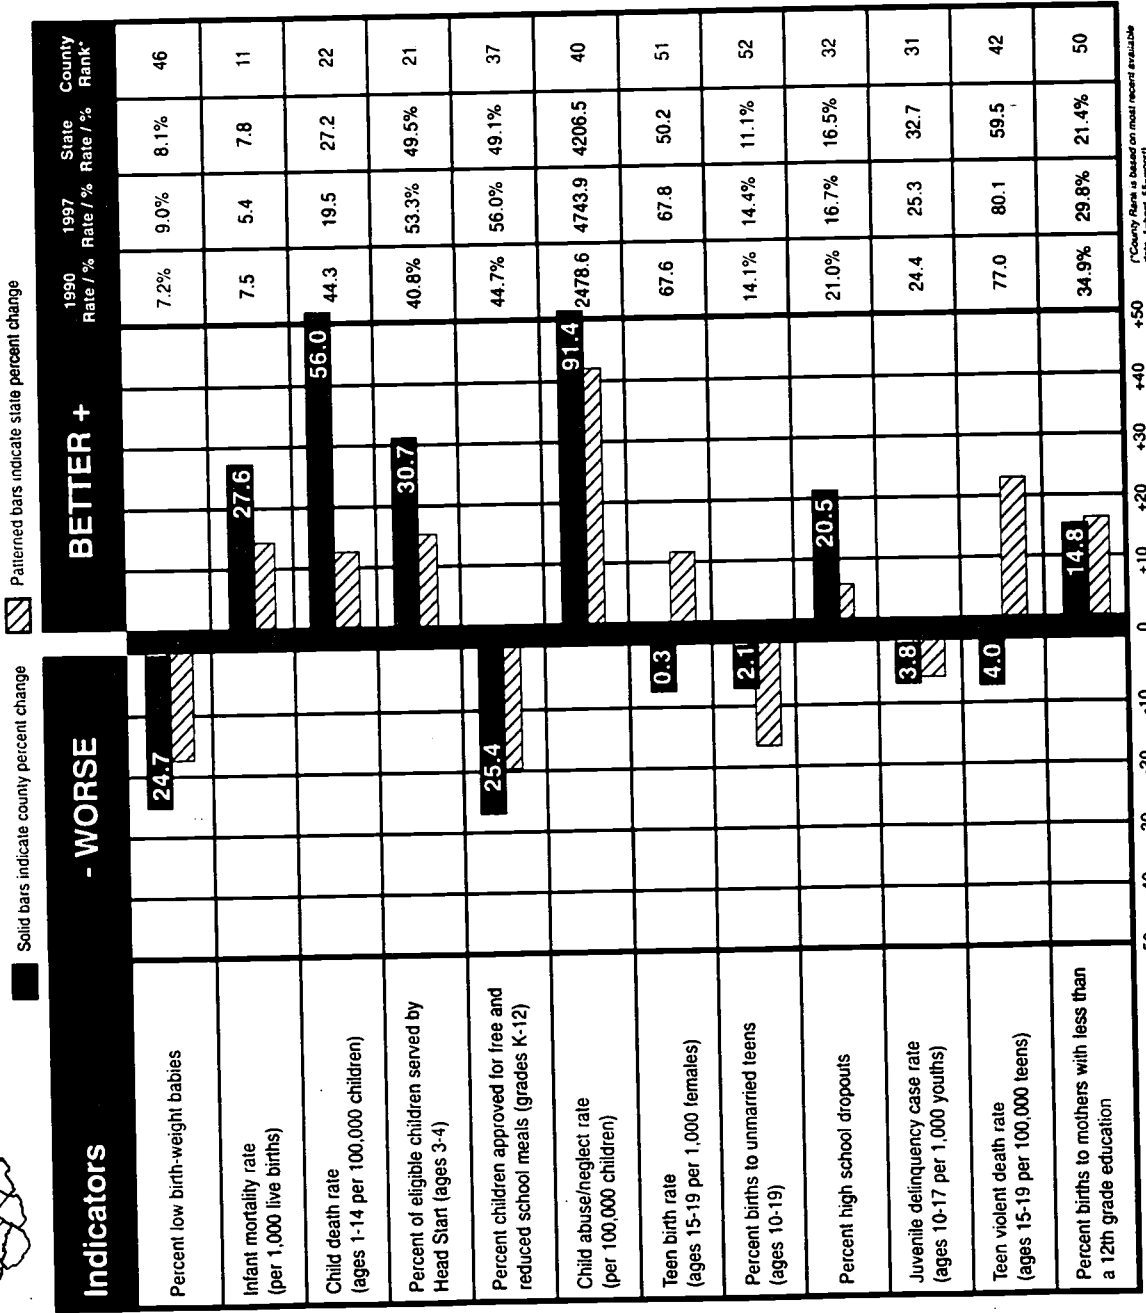 Solid bars indicate county percent change
Patterned bars indicate state percent change
Indicators
- WORSE
BETTER +
1990
Rate / %
1997
Rate / %
State
Rate / %
County
Rank*
Percent low birth-weight babies
24.7
7.2%
9.0%
8.1%
46
Infant mortality rate
(per 1,000 live births)
27.6
7.5
5.4
7.8
11
Child death rate
(ages 1-14 per 100,000 children)
56.0
44.3
19.5
27.2
22
Percent of eligible children served by
Head Start (ages 3-4)
30.7
40.8%
53.3%
49.5%
21
Percent children approved for free and
reduced school meals (grades K-12)
25.4
44.7%
56.0%
49.1%
37
Child abuse/neglect rate
(per 100,000 children)
91.4
2478.6
4743.9
4206.5
40
Teen birth rate
(ages 15-19 per 1,000 females)
0.3
67.6
67.8
50.2
51
Percent births to unmarried teens
(ages 10-19)
2.1
14.1%
14.4%
11.1%
52
Percent high school dropouts
20.5
21.0%
16.7%
16.5%
32
Juvenile delinquency case rate
(ages 10-17 per 1,000 youths)
3.8
24.4
25.3
32.7
31
Teen violent death rate
(ages 15-19 per 100,000 teens)
4.0
77.0
80.1
59.5
42
Percent births to mothers with less than
a 12th grade education
14.8
34.9%
29.8%
21.4%
50
0
+10
+20
+30
+40
+50
(*County Rank is based on most recent available